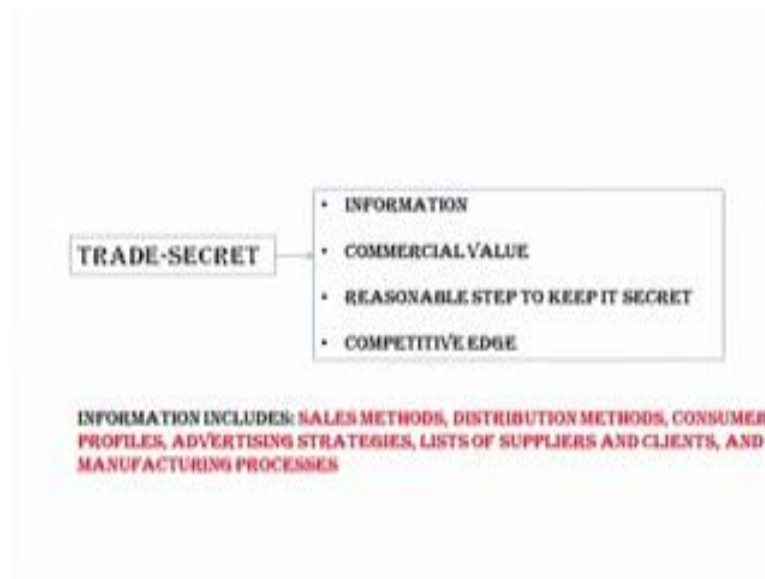 TRADE-SECRET
• INFORMATION
• COMMERCIAL VALUE
• REASONABLE STEP TO KEEP IT SECRET
• COMPETITIVE EDGE
INFORMATION INCLUDES: SALES METHODS, DISTRIBUTION METHODS, CONSUMER
PROFILES, ADVERTISING STRATEGIES, LISTS OF SUPPLIERS AND CLIENTS, AND
MANUFACTURING PROCESSES